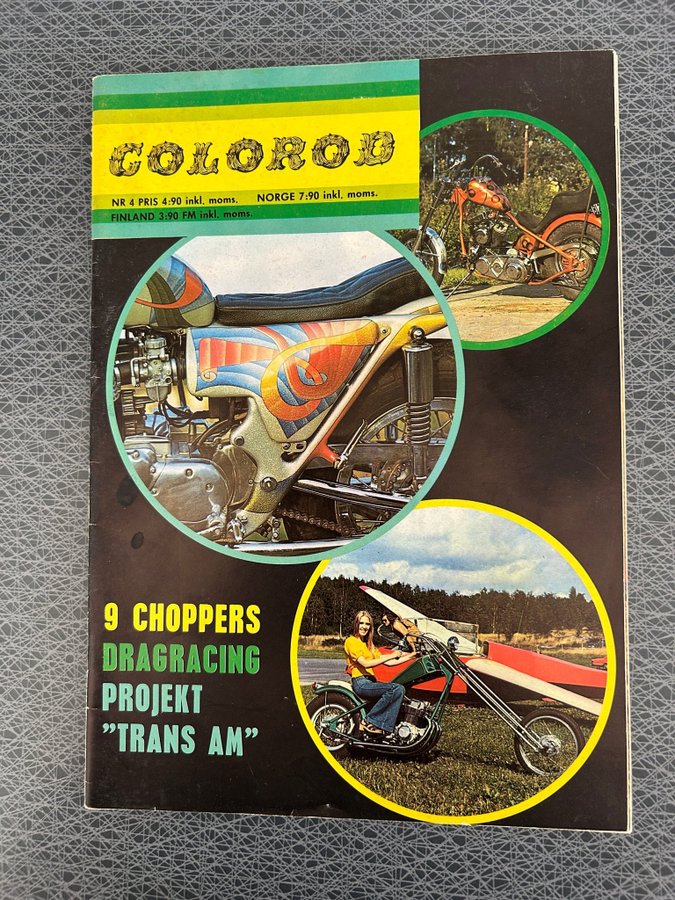 COLOROD
NR 4 PRIS 4:90 inkl. moms. NORGE 7:90 inkl. moms.
FINLAND 3:90 FM inkl. moms.
9 CHOPPERS
DRAGRACING
PROJEKT
"TRANS AM"